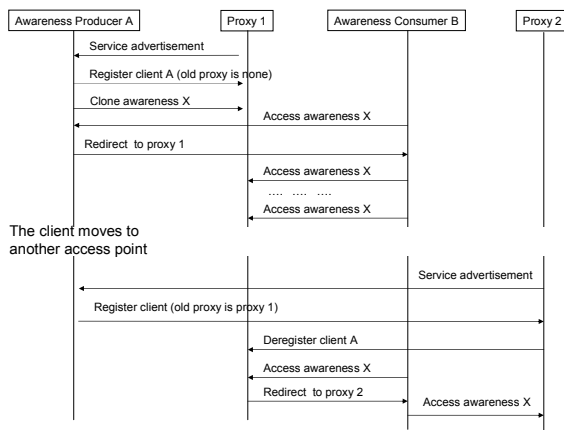 Awareness Producer A
Proxy 1
Awareness Consumer B
Proxy 2
Service advertisement
Register client A (old proxy is none)
Clone awareness X
Access awareness X
Redirect to proxy 1
Access awareness X
.... .... ....
Access awareness X
The client moves to
another access point
Service advertisement
Register client (old proxy is proxy 1)
Deregister client A
Access awareness X
Redirect to proxy 2
Access awareness X